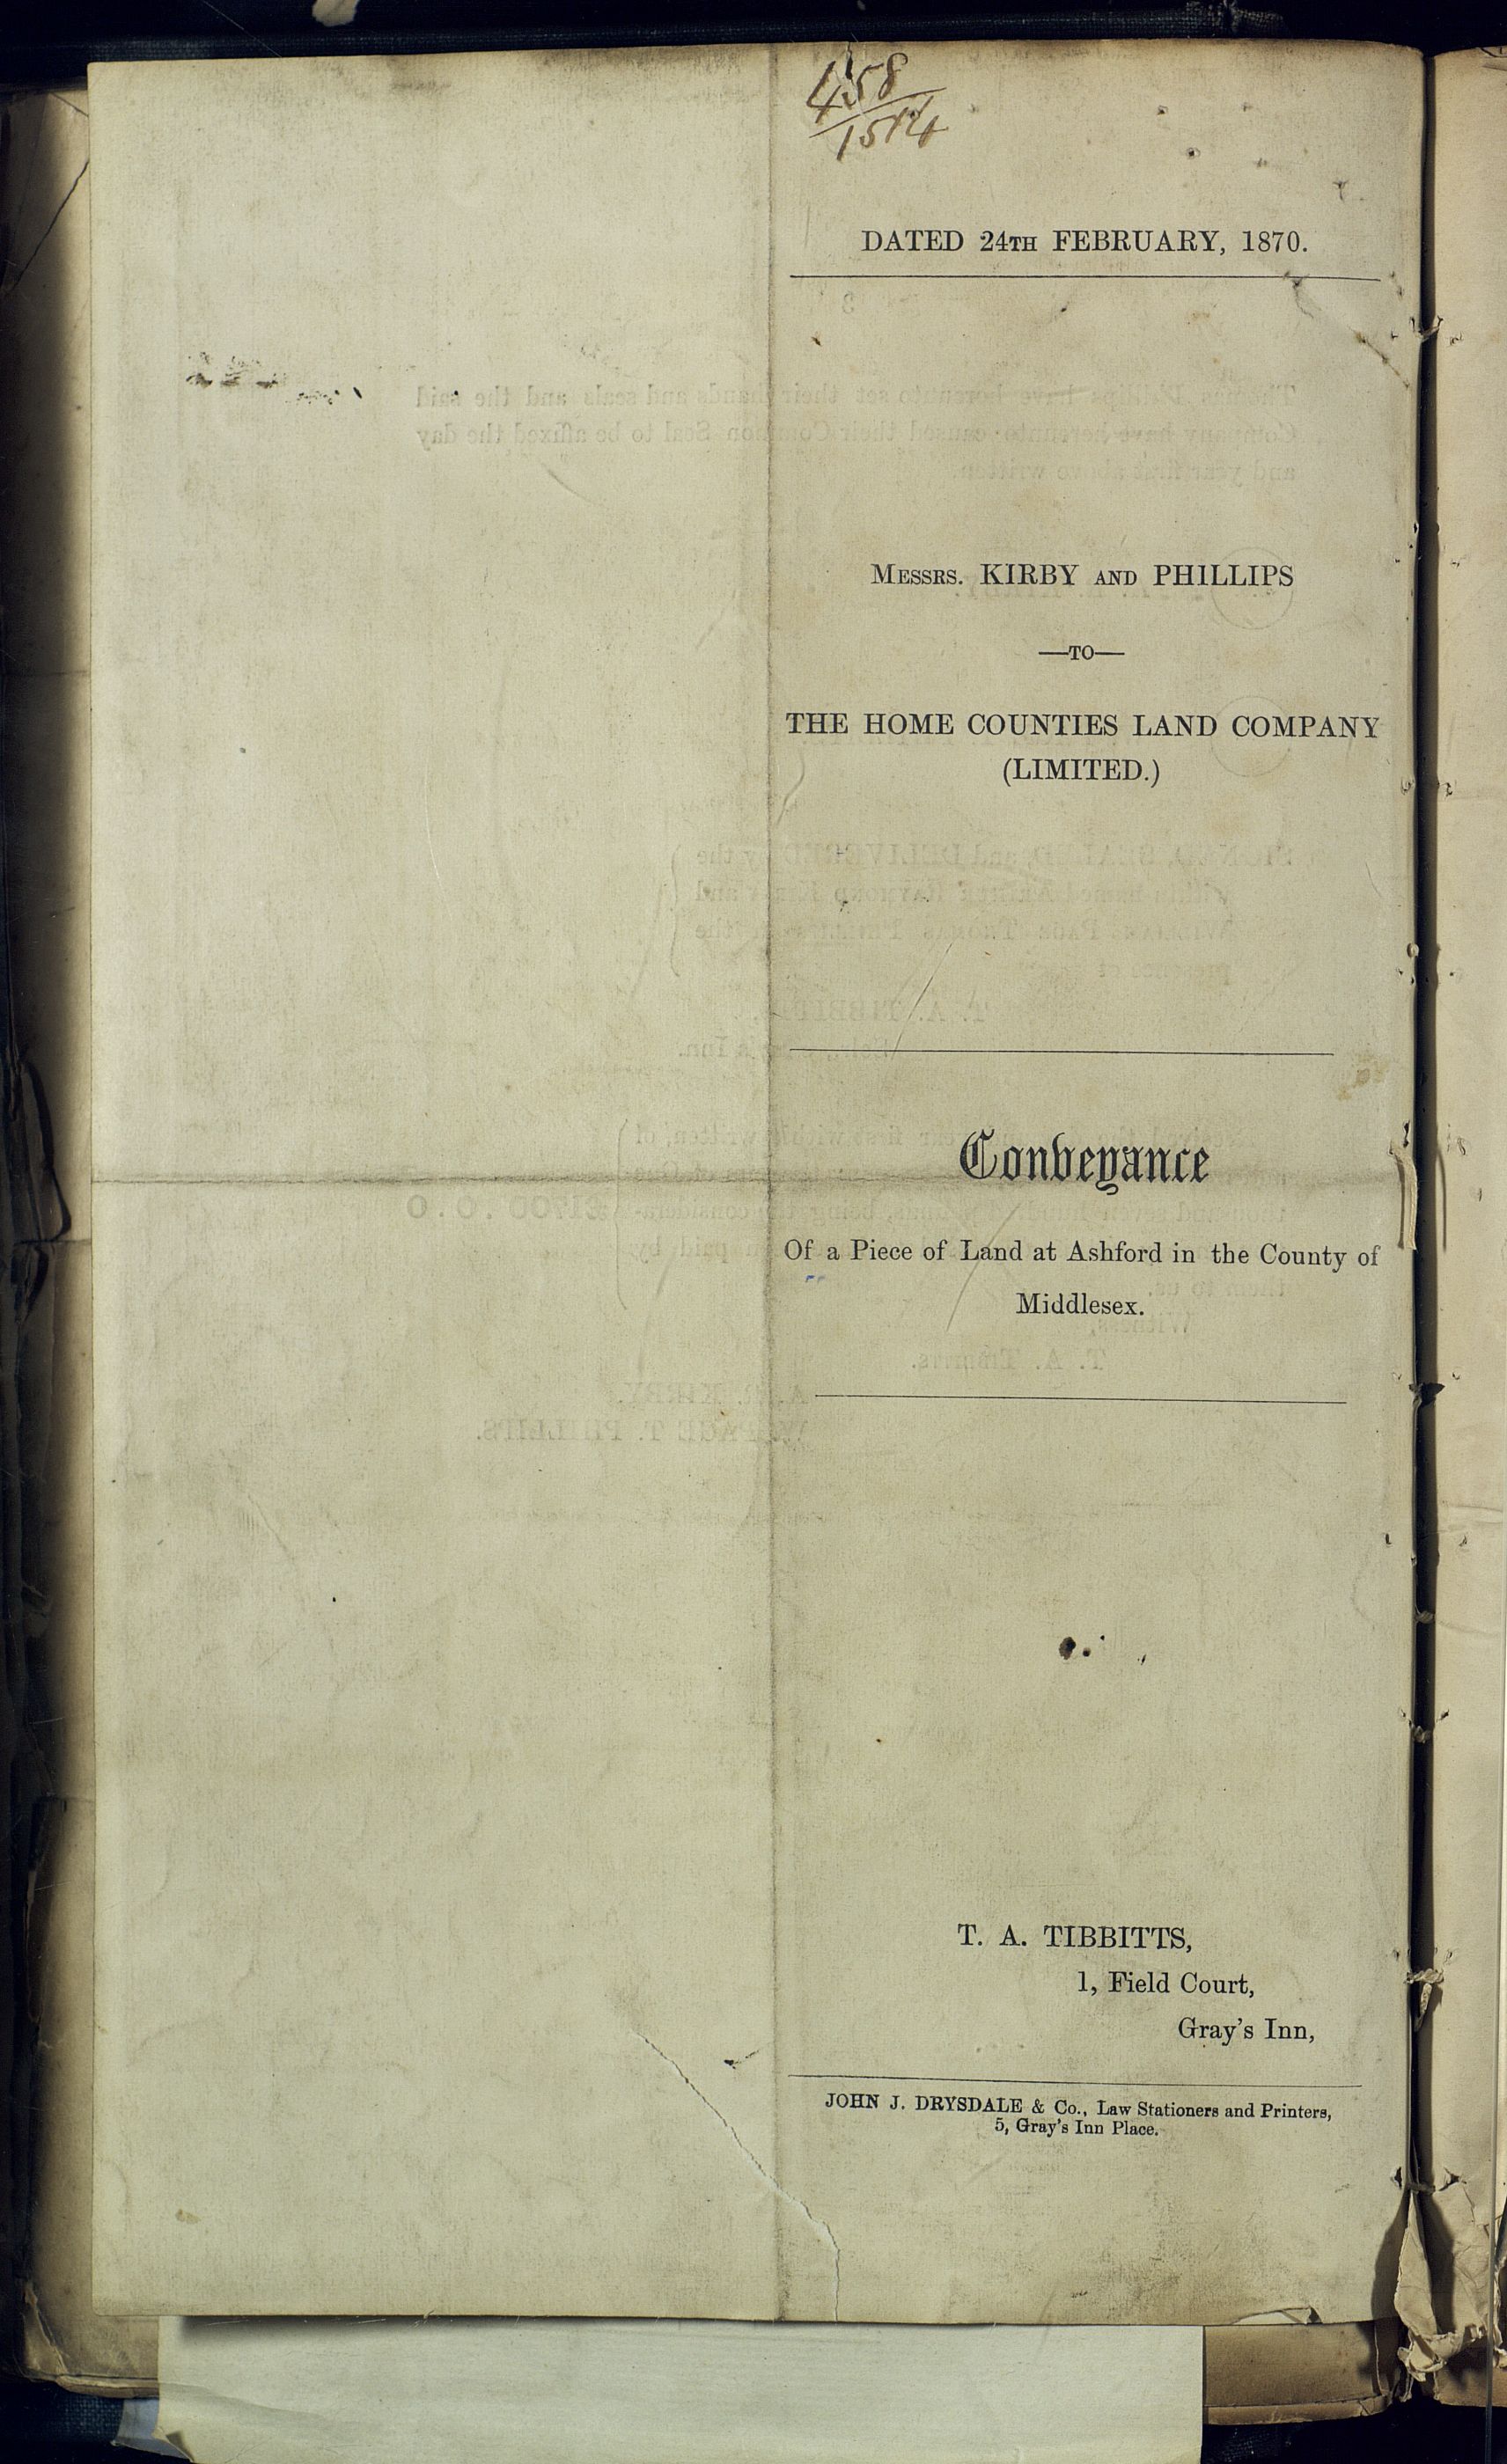 458
1514
DATED 24TH FEBRUARY, 1870.
MESSRS. KIRBY AND PHILLIPS
—TO—
THE HOME COUNTIES LAND COMPANY
(LIMITED.)
Conveyance
Of a Piece of Land at Ashford in the County of
Middlesex.
T. A. TIBBITTS,
1, Field Court,
Gray's Inn,
JOHN J. DRYSDALE & Co., Law Stationers and Printers,
5, Gray's Inn Place.